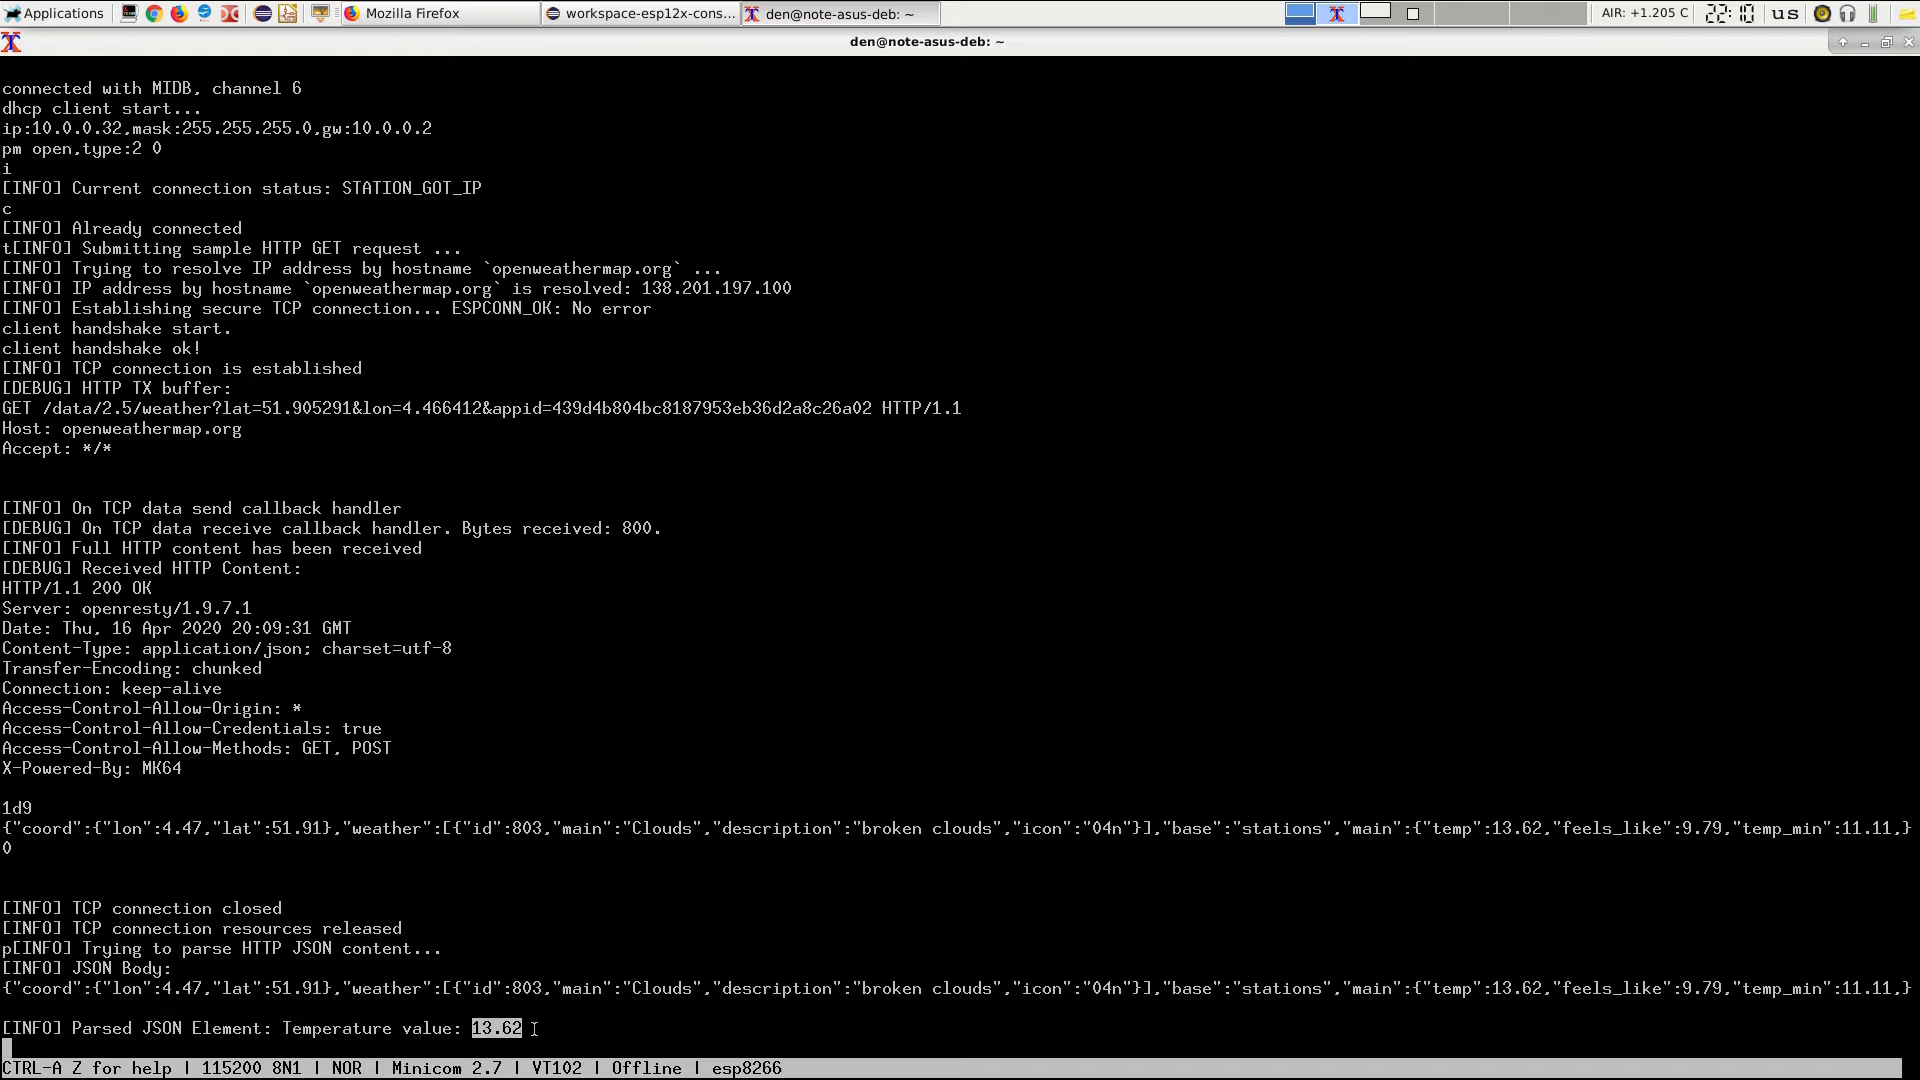 Applications Mozilla Firefox workspace-esp12x-cons... den@note-asus-deb: ~ AIR: +1.205 C 22:10 us
den@note-asus-deb: ~
connected with MIDB, channel 6
dhcp client start...
ip:10.0.0.32,mask:255.255.255.0,gw:10.0.0.2
pm open,type:2 0
i
[INFO] Current connection status: STATION_GOT_IP
c
[INFO] Already connected
t[INFO] Submitting sample HTTP GET request ...
[INFO] Trying to resolve IP address by hostname `openweathermap.org` ...
[INFO] IP address by hostname `openweathermap.org` is resolved: 138.201.197.100
[INFO] Establishing secure TCP connection... ESPCONN_OK: No error
client handshake start.
client handshake ok!
[INFO] TCP connection is established
[DEBUG] HTTP TX buffer:
GET /data/2.5/weather?lat=51.905291&lon=4.466412&appid=439d4b804bc8187953eb36d2a8c26a02 HTTP/1.1
Host: openweathermap.org
Accept: */*
[INFO] On TCP data send callback handler
[DEBUG] On TCP data receive callback handler. Bytes received: 800.
[INFO] Full HTTP content has been received
[DEBUG] Received HTTP Content:
HTTP/1.1 200 OK
Server: openresty/1.9.7.1
Date: Thu, 16 Apr 2020 20:09:31 GMT
Content-Type: application/json; charset=utf-8
Transfer-Encoding: chunked
Connection: keep-alive
Access-Control-Allow-Origin: *
Access-Control-Allow-Credentials: true
Access-Control-Allow-Methods: GET, POST
X-Powered-By: MK64
1d9
{"coord":{"lon":4.47,"lat":51.91},"weather":[{"id":803,"main":"Clouds","description":"broken clouds","icon":"04n"}],"base":"stations","main":{"temp":13.62,"feels_like":9.79,"temp_min":11.11,}
0
[INFO] TCP connection closed
[INFO] TCP connection resources released
p[INFO] Trying to parse HTTP JSON content...
[INFO] JSON Body:
{"coord":{"lon":4.47,"lat":51.91},"weather":[{"id":803,"main":"Clouds","description":"broken clouds","icon":"04n"}],"base":"stations","main":{"temp":13.62,"feels_like":9.79,"temp_min":11.11,}
[INFO] Parsed JSON Element: Temperature value: 13.62
CTRL-A Z for help | 115200 8N1 | NOR | Minicom 2.7 | VT102 | Offline | esp8266